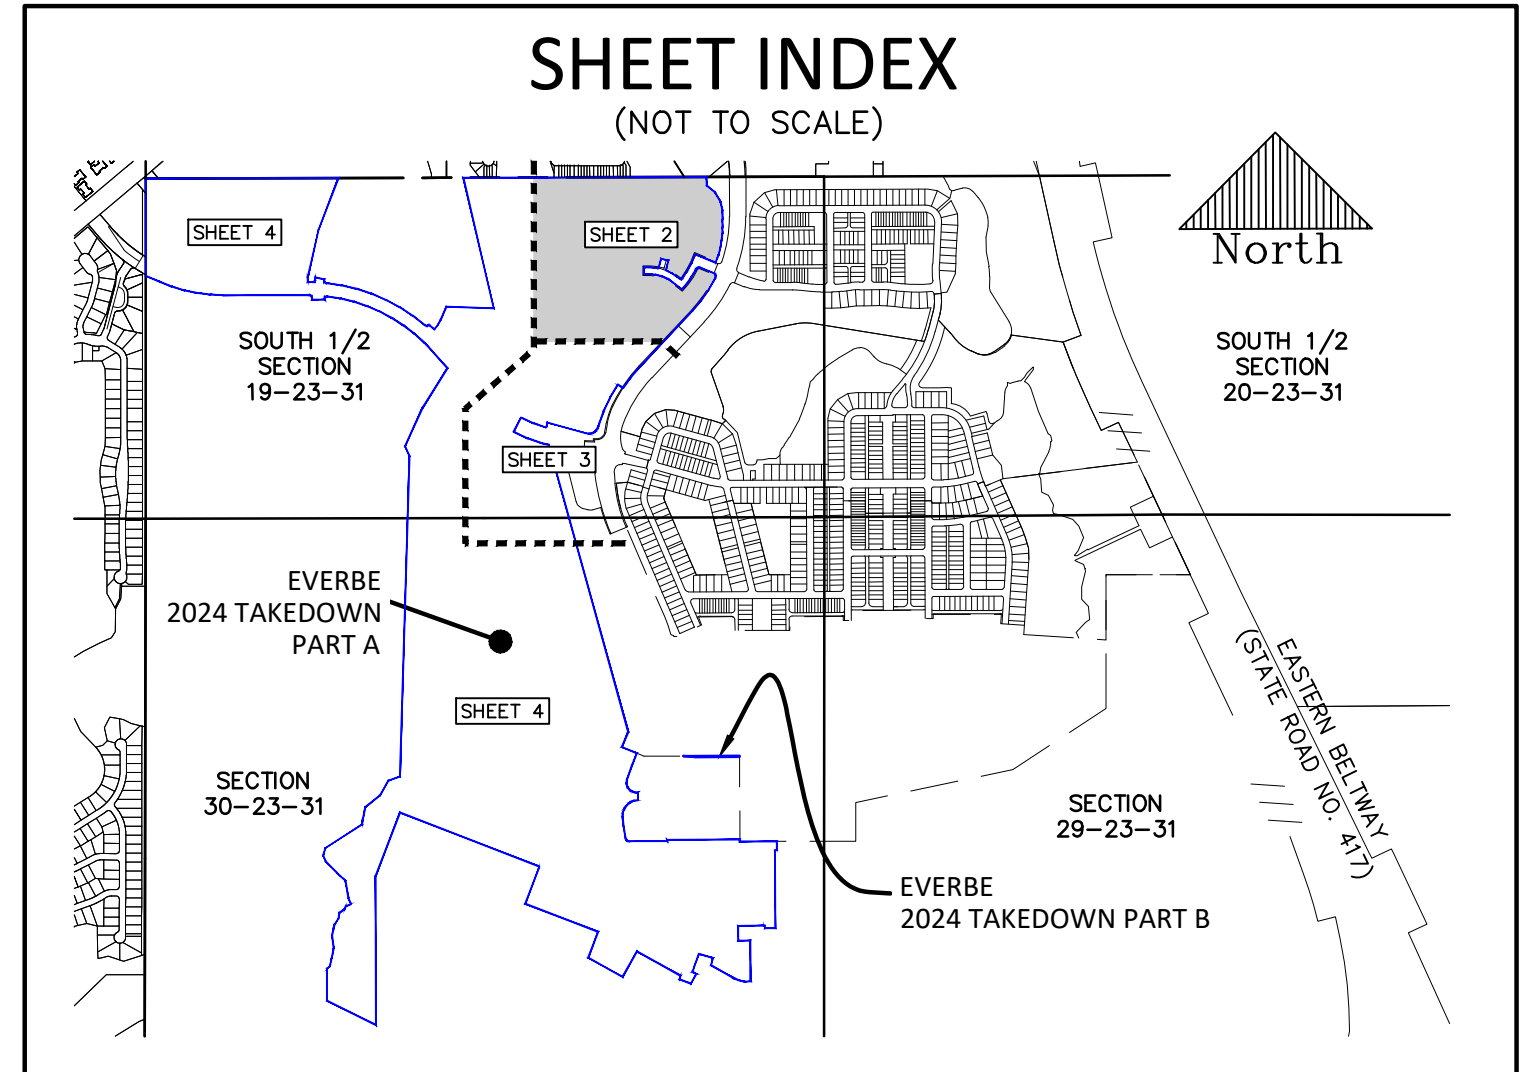 SHEET INDEX
(NOT TO SCALE)
North
SHEET 4
SHEET 2
SOUTH 1/2
SECTION
19-23-31
SOUTH 1/2
SECTION
20-23-31
SHEET 3
EVERBE
2024 TAKEDOWN
PART A
SHEET 4
SECTION
30-23-31
SECTION
29-23-31
EASTERN BELTWAY
(STATE ROAD NO. 417)
EVERBE
2024 TAKEDOWN PART B